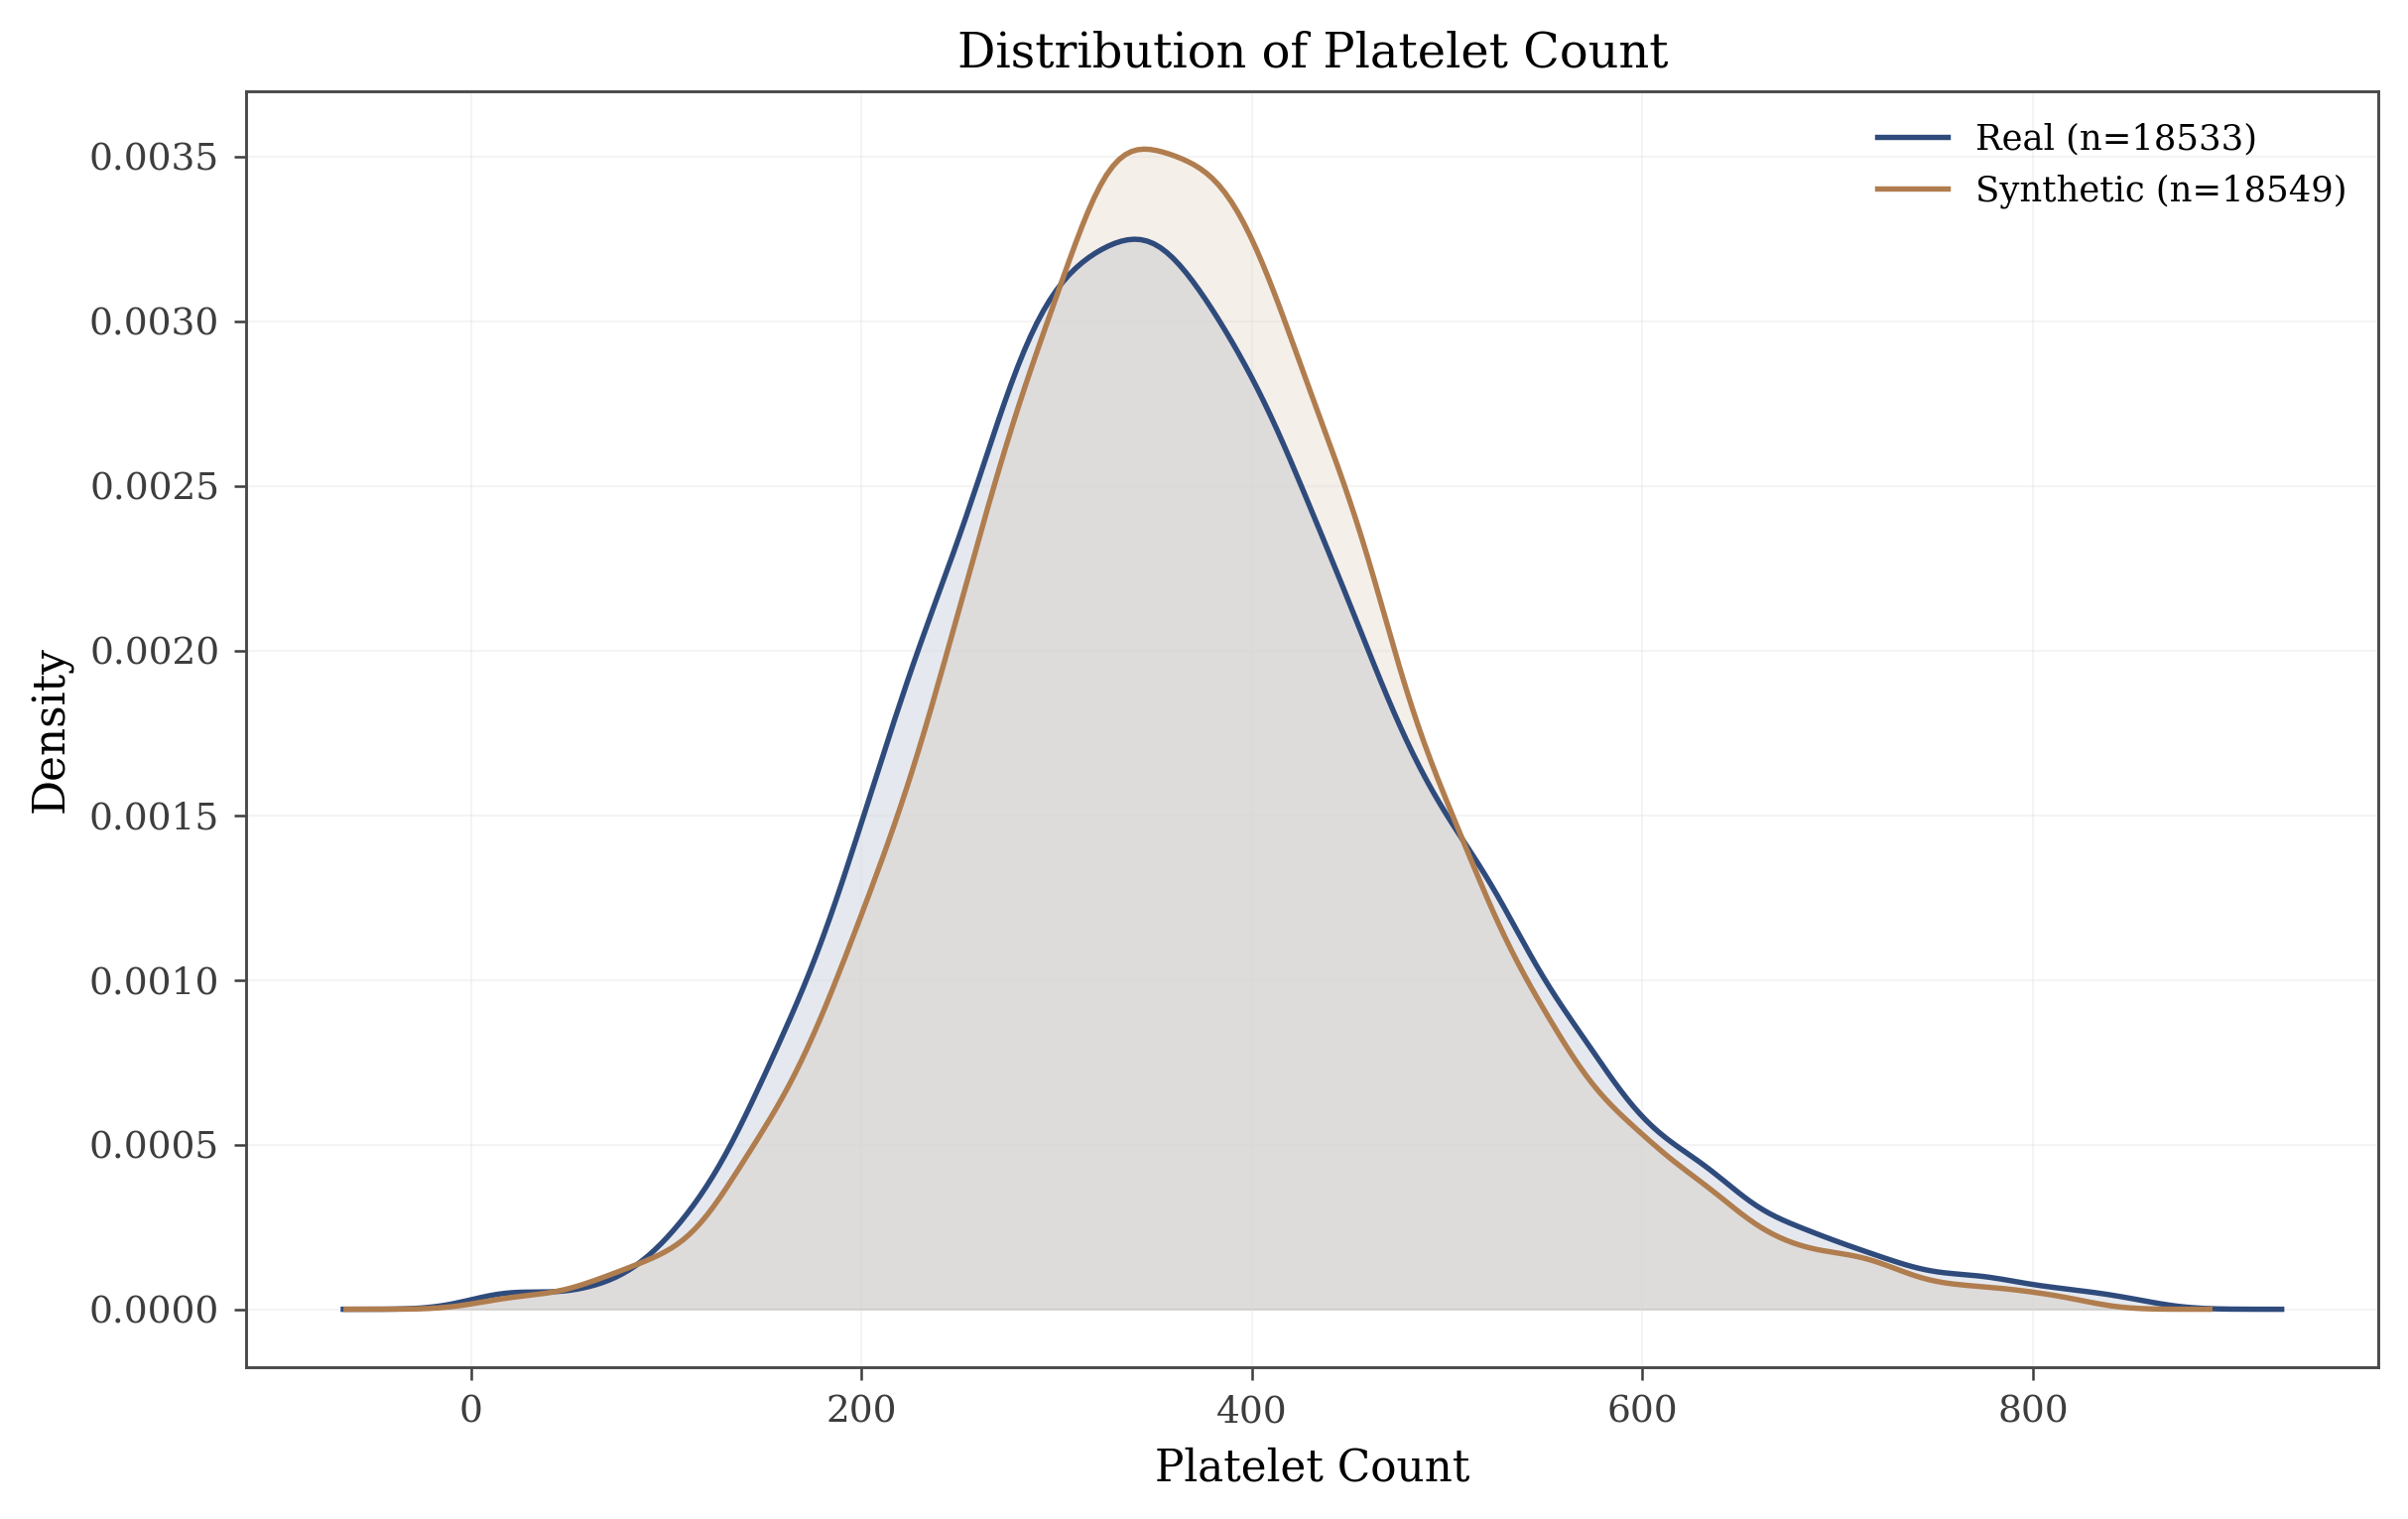 Distribution of Platelet Count
Real (n=18533)
Synthetic (n=18549)
Density
0.0035
0.0030
0.0025
0.0020
0.0015
0.0010
0.0005
0.0000
0 200 400 600 800
Platelet Count